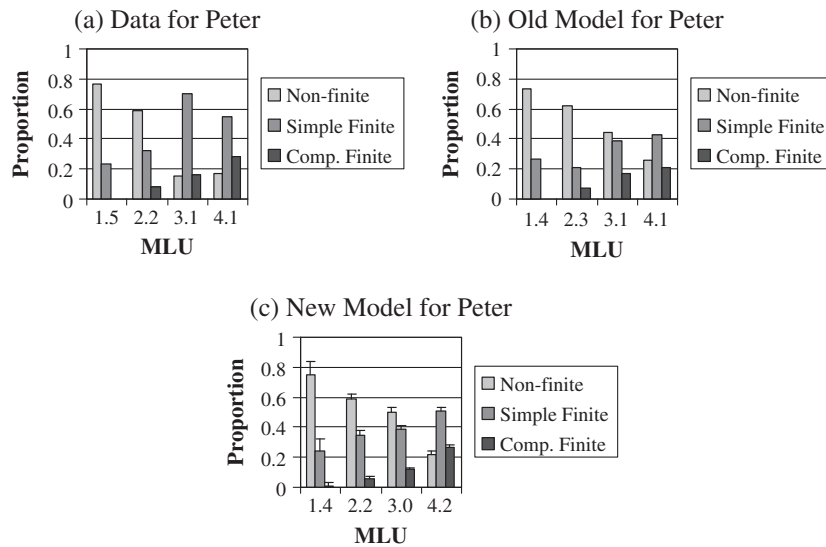 (a) Data for Peter
1
0.8
0.6
0.4
0.2
0
Proportion
1.5 2.2 3.1 4.1
MLU
Non-finite
Simple Finite
Comp. Finite
(b) Old Model for Peter
1
0.8
0.6
0.4
0.2
0
Proportion
1.4 2.3 3.1 4.1
MLU
Non-finite
Simple Finite
Comp. Finite
(c) New Model for Peter
1
0.8
0.6
0.4
0.2
0
Proportion
1.4 2.2 3.0 4.2
MLU
Non-finite
Simple Finite
Comp. Finite